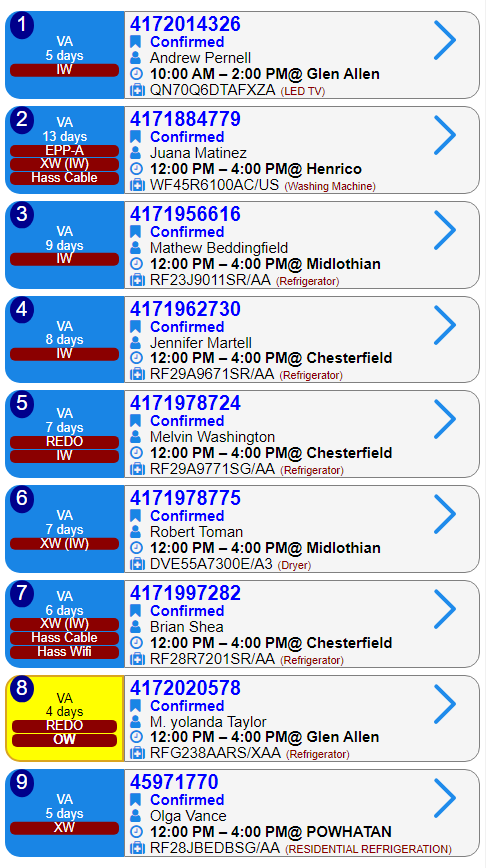 1
VA
5 days
IW
4172014326
Confirmed
Andrew Pernell
10:00 AM – 2:00 PM@ Glen Allen
QN70Q6DTAFXZA (LED TV)
2
VA
13 days
EPP-A
XW (IW)
Hass Cable
4171884779
Confirmed
Juana Matinez
12:00 PM – 4:00 PM@ Henrico
WF45R6100AC/US (Washing Machine)
3
VA
9 days
IW
4171956616
Confirmed
Mathew Beddingfield
12:00 PM – 4:00 PM@ Midlothian
RF23J9011SR/AA (Refrigerator)
4
VA
8 days
IW
4171962730
Confirmed
Jennifer Martell
12:00 PM – 4:00 PM@ Chesterfield
RF29A9671SR/AA (Refrigerator)
5
VA
7 days
REDO
IW
4171978724
Confirmed
Melvin Washington
12:00 PM – 4:00 PM@ Chesterfield
RF29A9771SG/AA (Refrigerator)
6
VA
7 days
XW (IW)
4171978775
Confirmed
Robert Toman
12:00 PM – 4:00 PM@ Midlothian
DVE55A7300E/A3 (Dryer)
7
VA
6 days
XW (IW)
Hass Cable
Hass Wifi
4171997282
Confirmed
Brian Shea
12:00 PM – 4:00 PM@ Chesterfield
RF28R7201SR/AA (Refrigerator)
8
VA
4 days
REDO
OW
4172020578
Confirmed
M. yolanda Taylor
12:00 PM – 4:00 PM@ Glen Allen
RFG238AARS/XAA (Refrigerator)
9
VA
5 days
XW
45971770
Confirmed
Olga Vance
12:00 PM – 4:00 PM@ POWHATAN
RF28JBEDBSG/AA (RESIDENTIAL REFRIGERATION)